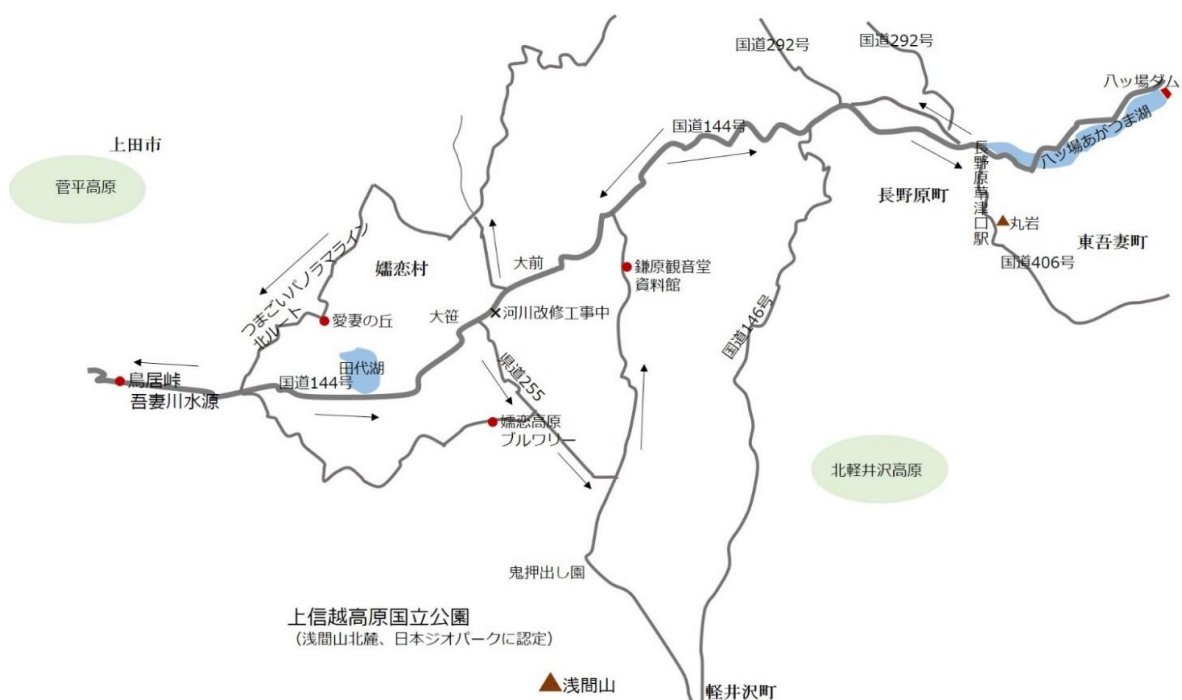 国道292号
国道292号
八ッ場ダム
国道144号
八ッ場あがつま湖
上田市
菅平高原
長野原町
長野原草津口駅
丸岩
東吾妻町
国道406号
つまごいパノラマライン
北ルート
嬬恋村
大前
鎌原観音堂
資料館
愛妻の丘
大笹
河川改修工事中
国道146号
田代湖
県道255
鳥居峠
吾妻川水源
国道144号
嬬恋高原
ブルワリー
北軽井沢高原
鬼押出し園
上信越高原国立公園
(浅間山北麓、日本ジオパークに認定)
浅間山
軽井沢町